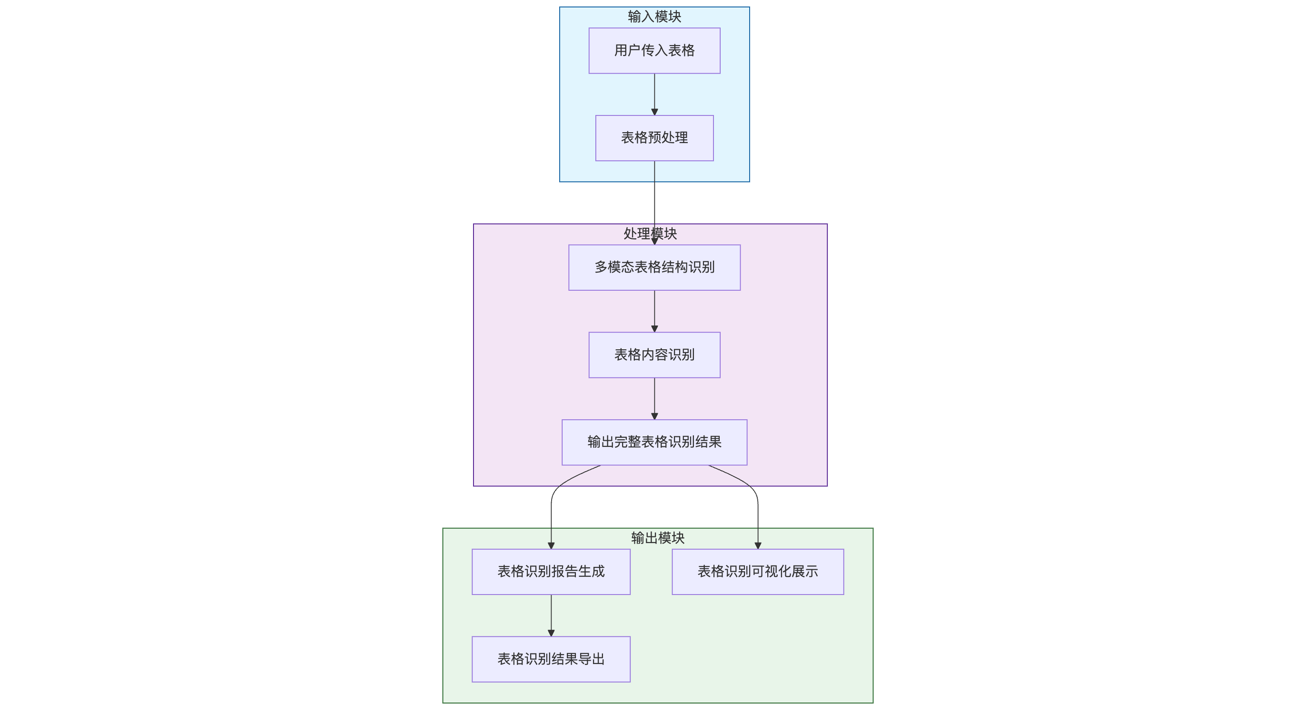 输入模块
用户传入表格
表格预处理
处理模块
多模态表格结构识别
表格内容识别
输出完整表格识别结果
输出模块
表格识别报告生成
表格识别可视化展示
表格识别结果导出